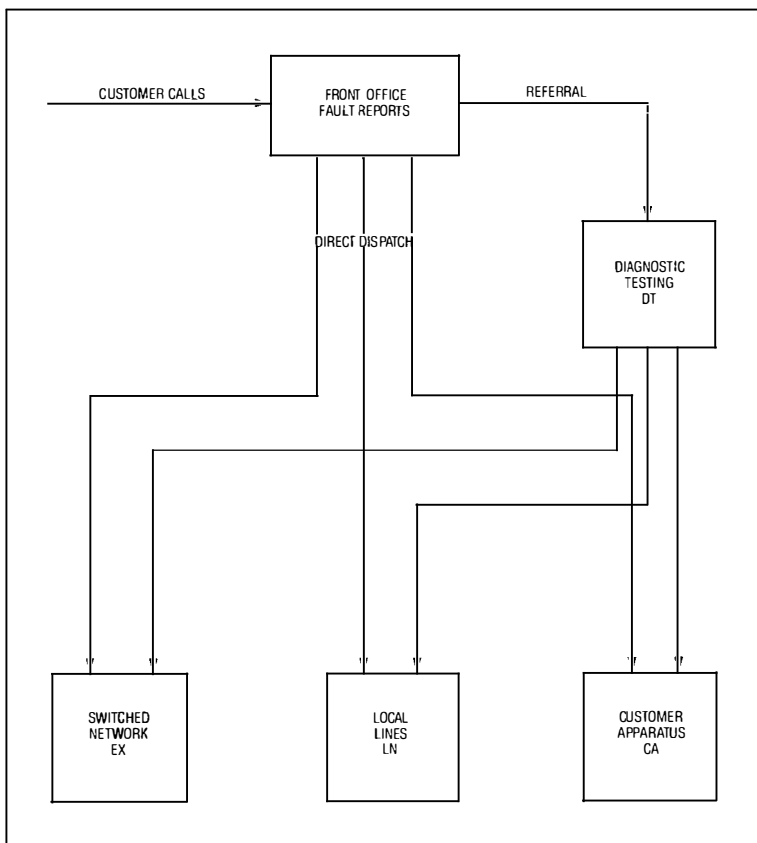 CUSTOMER CALLS
FRONT OFFICE
FAULT REPORTS
REFERRAL
DIRECT DISPATCH
DIAGNOSTIC
TESTING
DT
SWITCHED
NETWORK
EX
LOCAL
LINES
LN
CUSTOMER
APPARATUS
CA